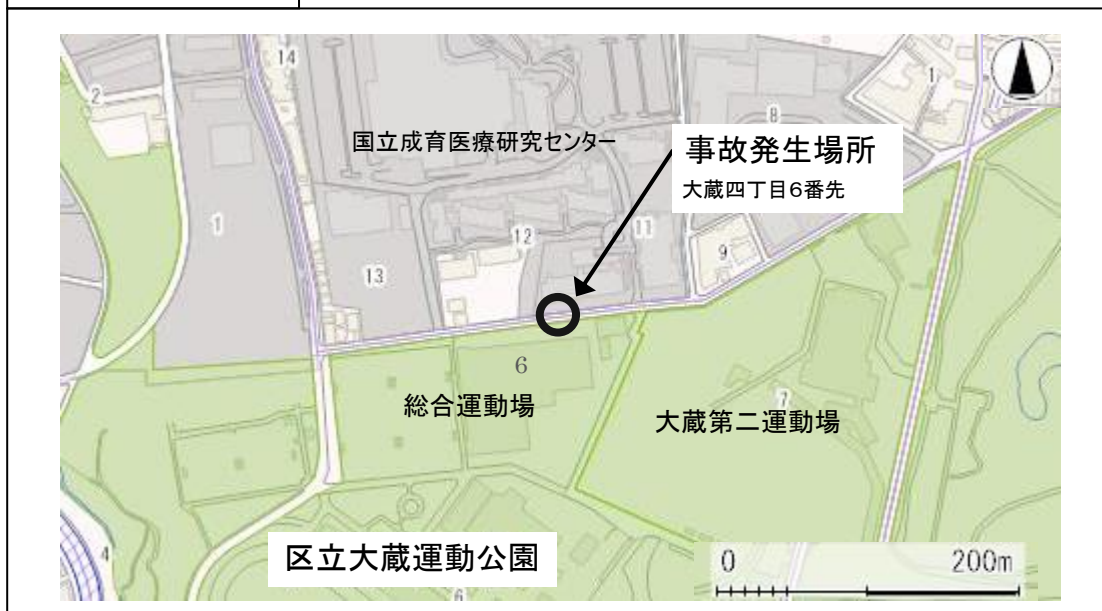 14
2
1
8
国立成育医療研究センター
事故発生場所
大蔵四丁目6番先
1
12
11
9
13
6
総合運動場
7
大蔵第二運動場
区立大蔵運動公園
0 200m
4
6